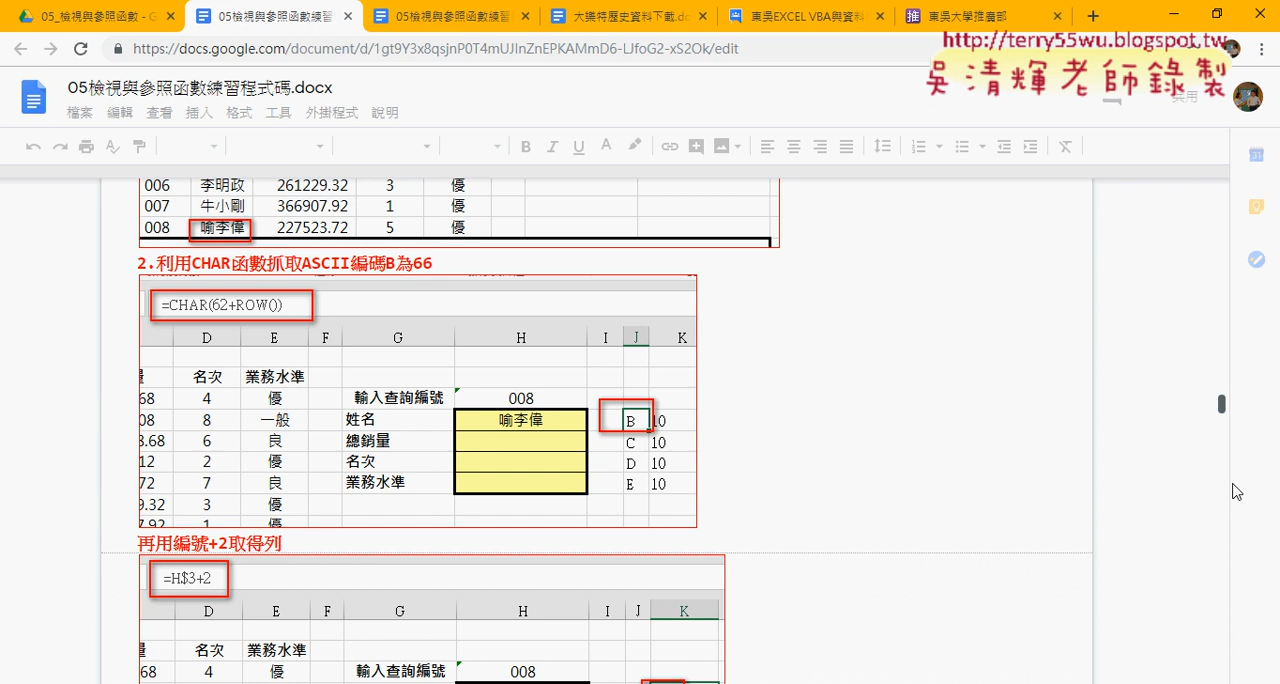 05_檢視與參照函數 - G
05檢視與參照函數練習
05檢視與參照函數練習
大樂特歷史資料下載.do
東吳EXCEL VBA與資料
東吳大學推廣部
https://docs.google.com/document/d/1gt9Y3x8qsjnP0T4mUJInZnEPKAMmD6-LJfoG2-xS2Ok/edit
http://terry55wu.blogspot.tw
吳清輝老師錄製
05檢視與參照函數練習程式碼.docx
檔案 編輯 查看 插入 格式 工具 外掛程式 說明
006 李明政 261229.32 3 優
007 牛小剛 366907.92 1 優
008 喻李偉 227523.72 5 優
2.利用CHAR函數抓取ASCII編碼B為66
=CHAR(62+ROW())
D E F G H I J K
名次 業務水準
68 4 優 輸入查詢編號 008
08 8 一般 姓名 喻李偉 B 10
3.68 6 良 總銷量 C 10
12 2 優 名次 D 10
72 7 良 業務水準 E 10
9.32 3 優
7.92 1 優
再用編號+2取得列
=H$3+2
D E F G H I J K
名次 業務水準
68 4 優 輸入查詢編號 008